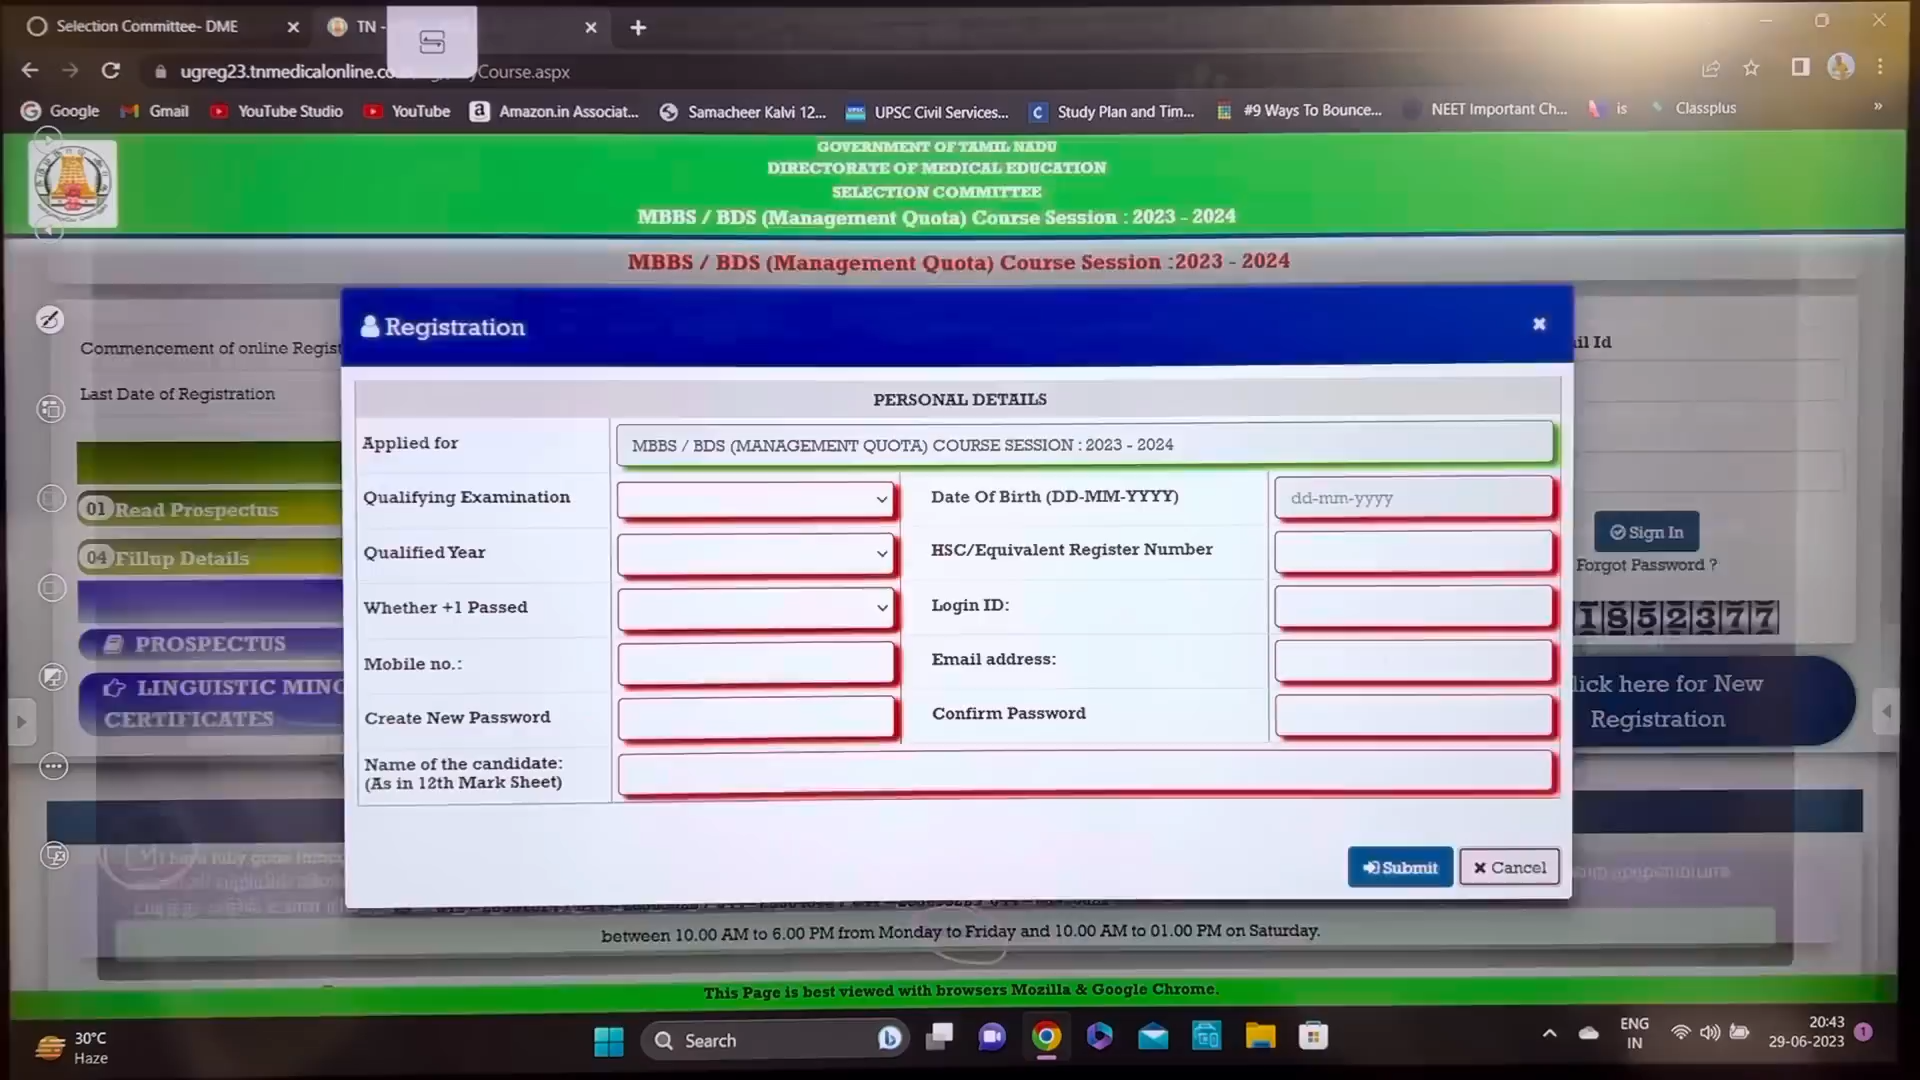 Selection Committee- DME
TN -
ugreg23.tnmedicalonline.co
Course.aspx
Google
Gmail
YouTube Studio
YouTube
Amazon.in Associat...
Samacheer Kalvi 12...
UPSC Civil Services...
Study Plan and Tim...
#9 Ways To Bounce...
NEET Important Ch...
is
Classplus
»
GOVERNMENT OF TAMIL NADU
DIRECTORATE OF MEDICAL EDUCATION
SELECTION COMMITTEE
MBBS / BDS (Management Quota) Course Session : 2023 - 2024
MBBS / BDS (Management Quota) Course Session :2023 - 2024
Registration
Commencement of online Regist
il Id
Last Date of Registration
PERSONAL DETAILS
Applied for
MBBS / BDS (MANAGEMENT QUOTA) COURSE SESSION : 2023 - 2024
Qualifying Examination
Date Of Birth (DD-MM-YYYY)
dd-mm-yyyy
01 Read Prospectus
Sign In
Qualified Year
HSC/Equivalent Register Number
04 Fillup Details
Forgot Password ?
Whether +1 Passed
Login ID:
1852377
PROSPECTUS
Mobile no.:
Email address:
LINGUISTIC MINO
CERTIFICATES
lick here for New
Registration
Create New Password
Confirm Password
Name of the candidate:
(As in 12th Mark Sheet)
Submit
Cancel
between 10.00 AM to 6.00 PM from Monday to Friday and 10.00 AM to 01.00 PM on Saturday.
This Page is best viewed with browsers Mozilla & Google Chrome.
30°C
Haze
Search
ENG
IN
20:43
29-06-2023
1